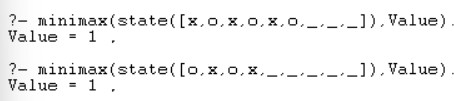 ?- minimax(state([x,o,x,o,x,o,_,_,_]),Value).
Value = 1 .
?- minimax(state([o,x,o,x,_,_,_,_,_]),Value).
Value = 1 .